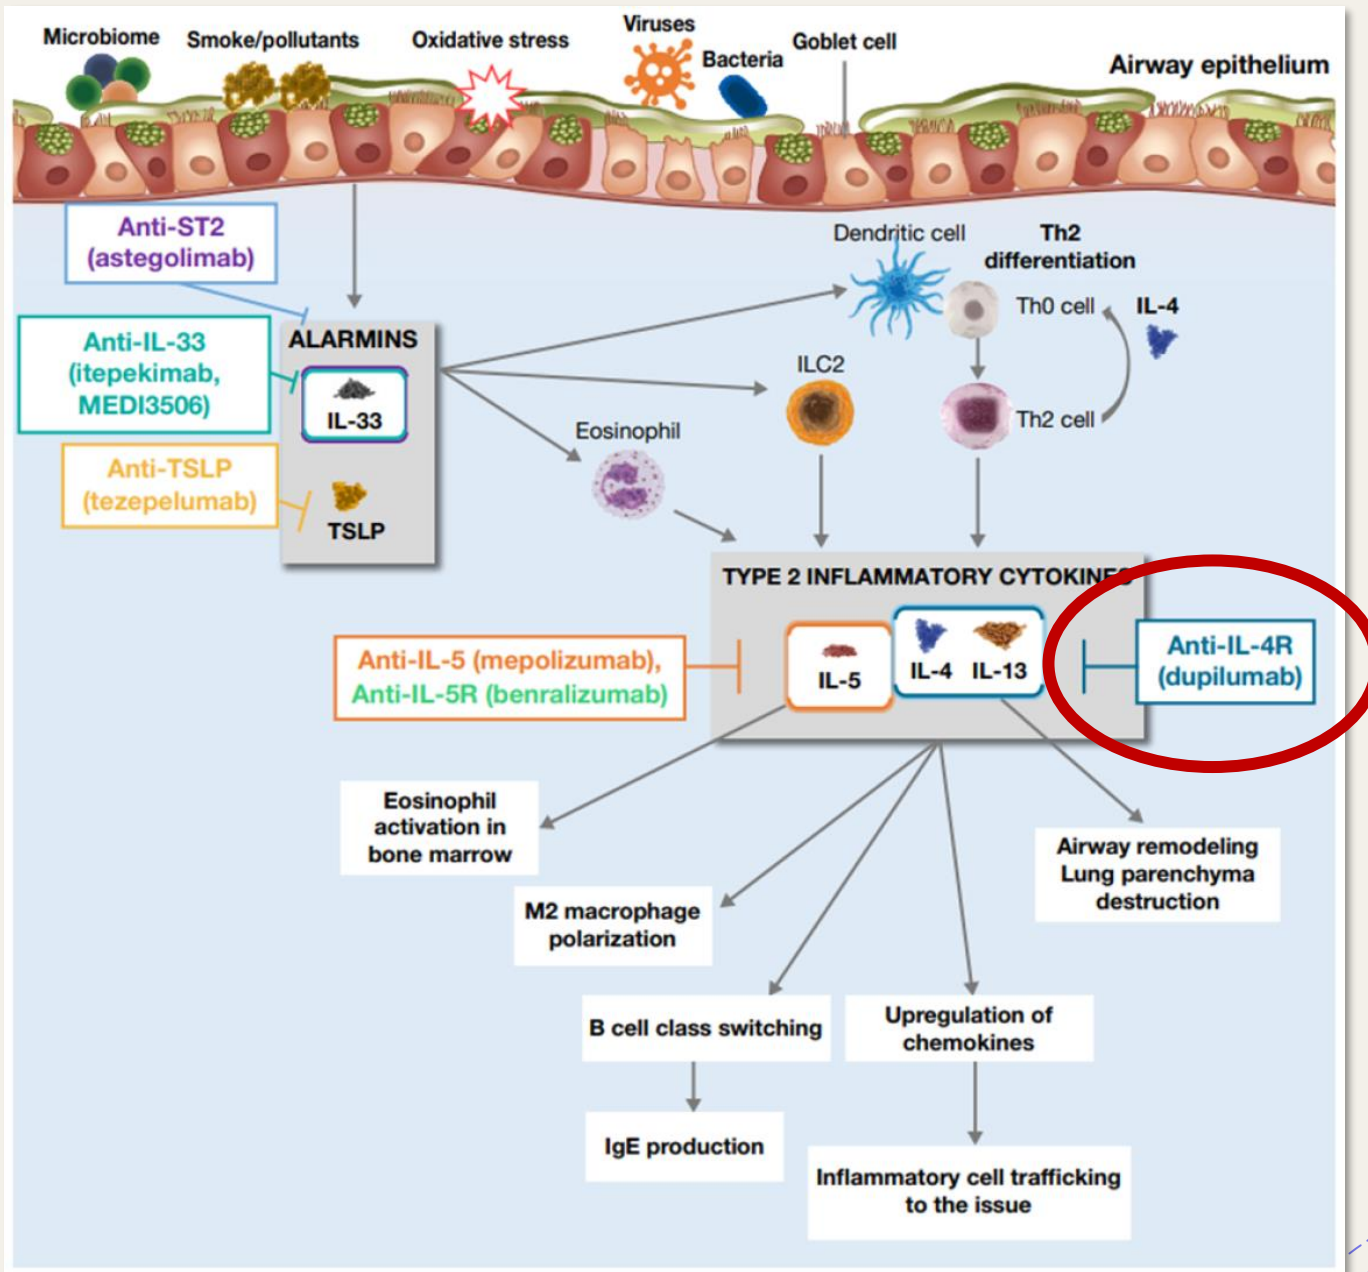 Microbiome
Smoke/pollutants
Oxidative stress
Viruses
Bacteria
Goblet cell
Airway epithelium
Anti-ST2
(astegolimab)
Anti-IL-33
(itepekimab,
MEDI3506)
Anti-TSLP
(tezepelumab)
ALARMINS
IL-33
TSLP
Dendritic cell
Th2
differentiation
Th0 cell
IL-4
ILC2
Th2 cell
Eosinophil
TYPE 2 INFLAMMATORY CYTOKINES
Anti-IL-5 (mepolizumab),
Anti-IL-5R (benralizumab)
IL-5
IL-4
IL-13
Anti-IL-4R
(dupilumab)
Eosinophil
activation in
bone marrow
M2 macrophage
polarization
Airway remodeling
Lung parenchyma
destruction
B cell class switching
Upregulation of
chemokines
IgE production
Inflammatory cell trafficking
to the issue